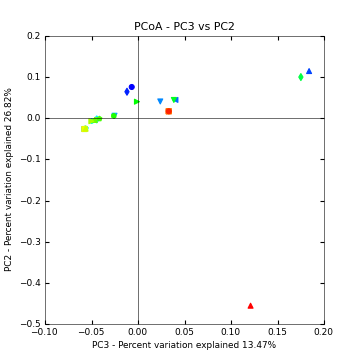 PCoA - PC3 vs PC2
0.2
0.1
0.0
−0.1
−0.2
−0.3
−0.4
−0.5
PC2 - Percent variation explained 26.82%
−0.10 −0.05 0.00 0.05 0.10 0.15 0.20
PC3 - Percent variation explained 13.47%